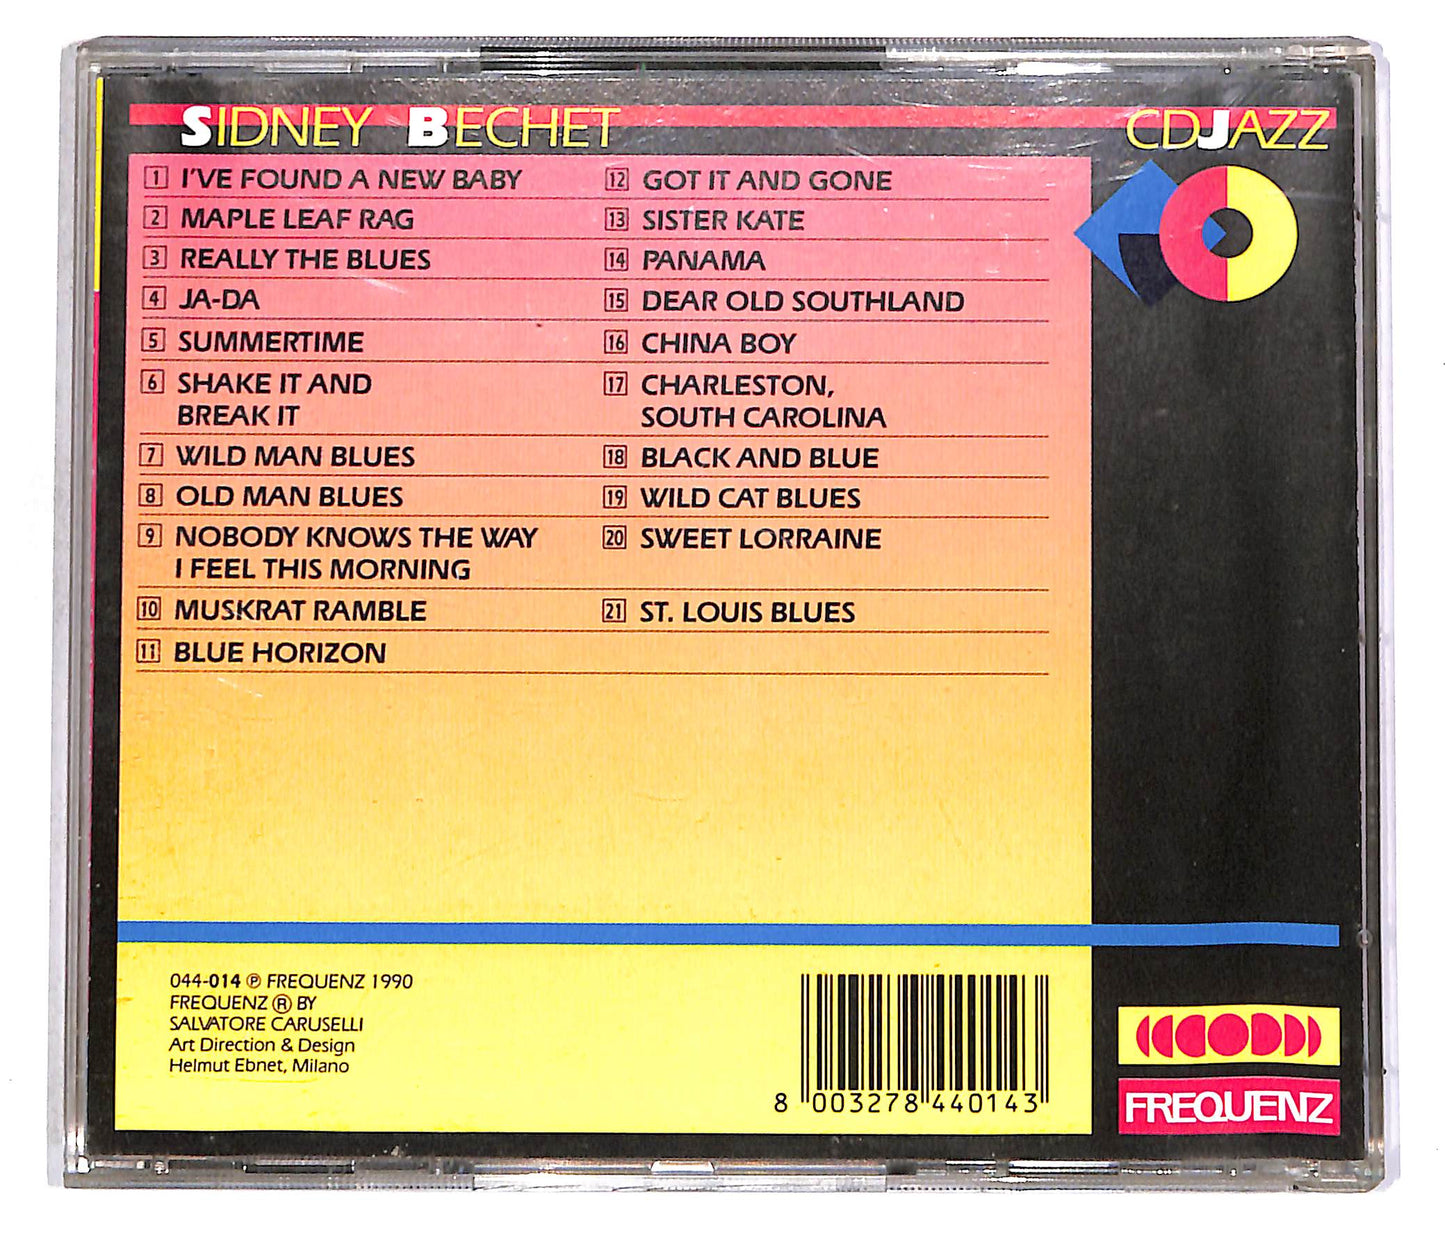 SIDNEY BECHET
CDJAZZ
1 I'VE FOUND A NEW BABY
2 MAPLE LEAF RAG
3 REALLY THE BLUES
4 JA-DA
5 SUMMERTIME
6 SHAKE IT AND
BREAK IT
7 WILD MAN BLUES
8 OLD MAN BLUES
9 NOBODY KNOWS THE WAY
I FEEL THIS MORNING
10 MUSKRAT RAMBLE
11 BLUE HORIZON
12 GOT IT AND GONE
13 SISTER KATE
14 PANAMA
15 DEAR OLD SOUTHLAND
16 CHINA BOY
17 CHARLESTON,
SOUTH CAROLINA
18 BLACK AND BLUE
19 WILD CAT BLUES
20 SWEET LORRAINE
21 ST. LOUIS BLUES
044-014 ℗ FREQUENZ 1990
FREQUENZ ® BY
SALVATORE CARUSELLI
Art Direction & Design
Helmut Ebnet, Milano
8 003278 440143
FREQUENZ